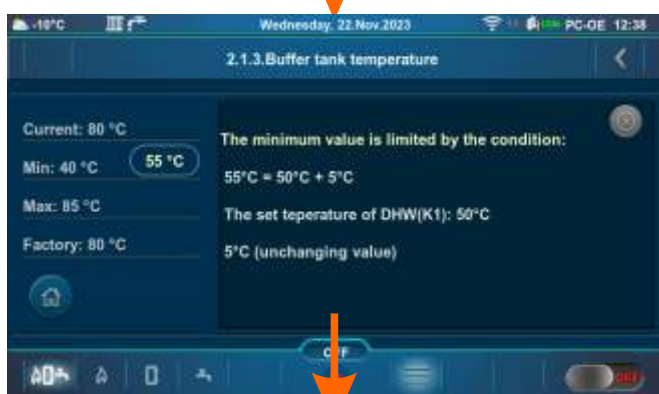 -10°C Wednesday, 22.Nov.2023 PC-OE 12:38
2.1.3.Buffer tank temperature
Current: 80 °C
Min: 40 °C 55 °C
Max: 85 °C
Factory: 80 °C
The minimum value is limited by the condition:
55°C = 50°C + 5°C
The set teperature of DHW(K1): 50°C
5°C (unchanging value)
OFF